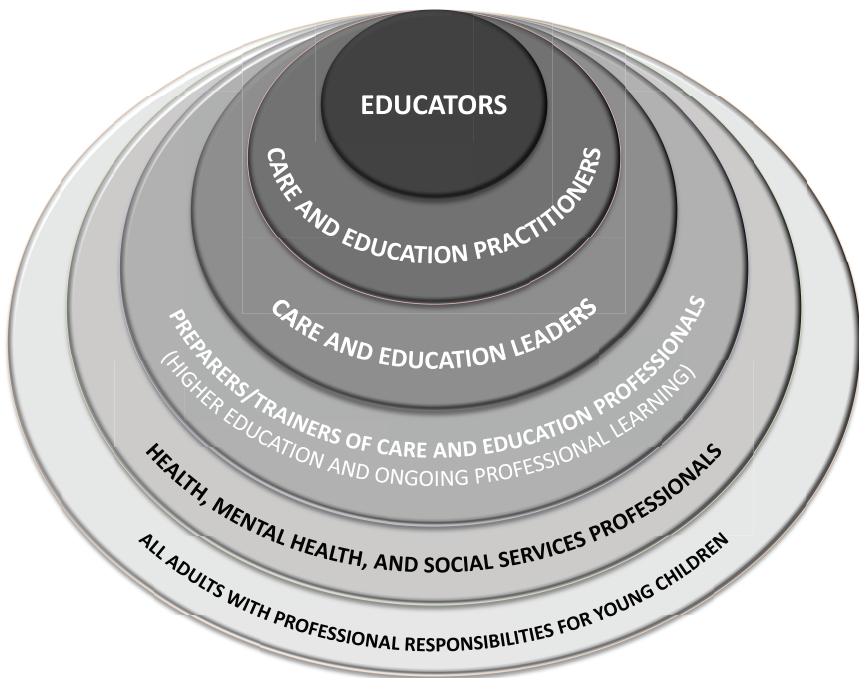 EDUCATORS
CARE AND EDUCATION PRACTITIONERS
CARE AND EDUCATION LEADERS
PREPARERS/TRAINERS OF CARE AND EDUCATION PROFESSIONALS
(HIGHER EDUCATION AND ONGOING PROFESSIONAL LEARNING)
HEALTH, MENTAL HEALTH, AND SOCIAL SERVICES PROFESSIONALS
ALL ADULTS WITH PROFESSIONAL RESPONSIBILITIES FOR YOUNG CHILDREN